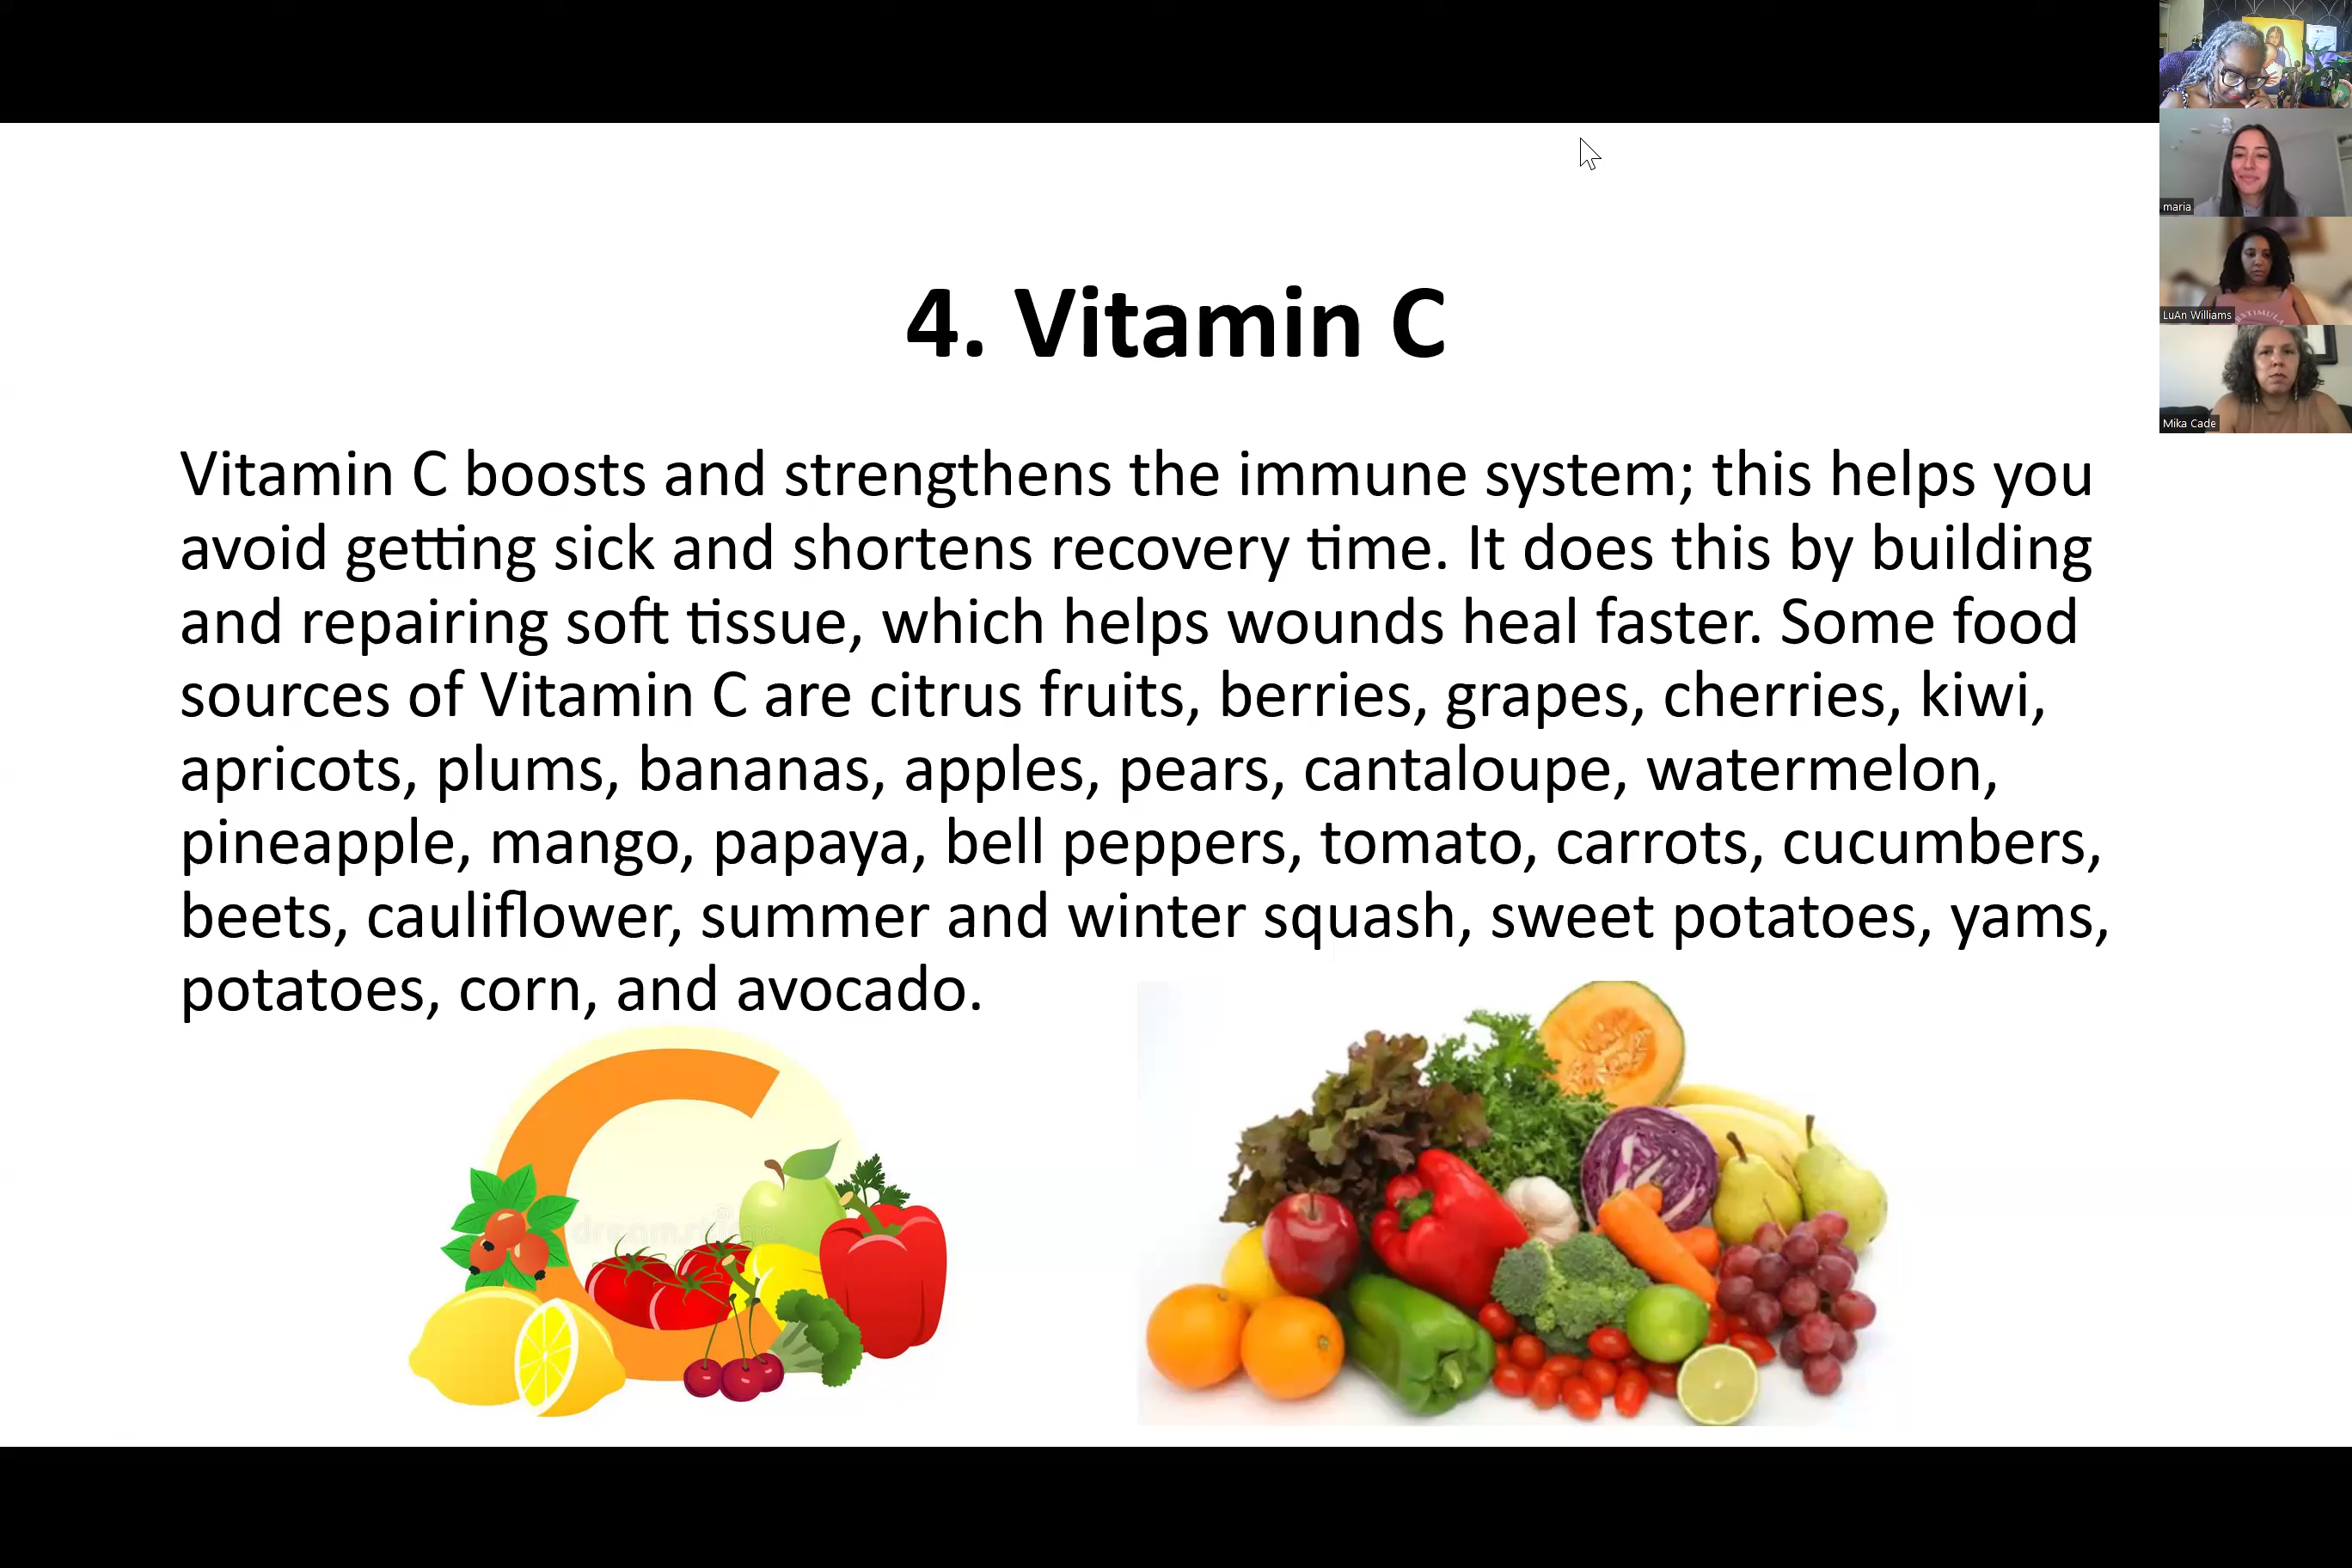 4. Vitamin C
Vitamin C boosts and strengthens the immune system; this helps you
avoid getting sick and shortens recovery time. It does this by building
and repairing soft tissue, which helps wounds heal faster. Some food
sources of Vitamin C are citrus fruits, berries, grapes, cherries, kiwi,
apricots, plums, bananas, apples, pears, cantaloupe, watermelon,
pineapple, mango, papaya, bell peppers, tomato, carrots, cucumbers,
beets, cauliflower, summer and winter squash, sweet potatoes, yams,
potatoes, corn, and avocado.
C
maria
LuAn Williams
Mika Cade